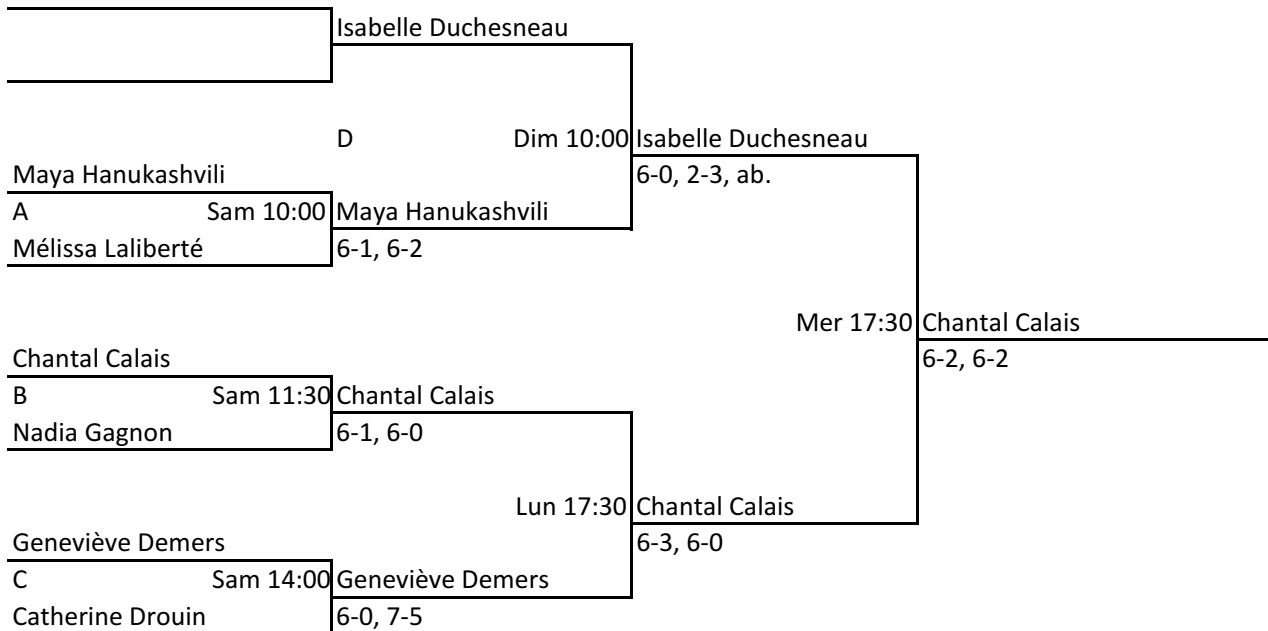 Isabelle Duchesneau
D Dim 10:00 Isabelle Duchesneau
Maya Hanukashvili 6-0, 2-3, ab.
A Sam 10:00 Maya Hanukashvili
Mélissa Laliberté 6-1, 6-2
Mer 17:30 Chantal Calais
Chantal Calais 6-2, 6-2
B Sam 11:30 Chantal Calais
Nadia Gagnon 6-1, 6-0
Lun 17:30 Chantal Calais
Geneviève Demers 6-3, 6-0
C Sam 14:00 Geneviève Demers
Catherine Drouin 6-0, 7-5